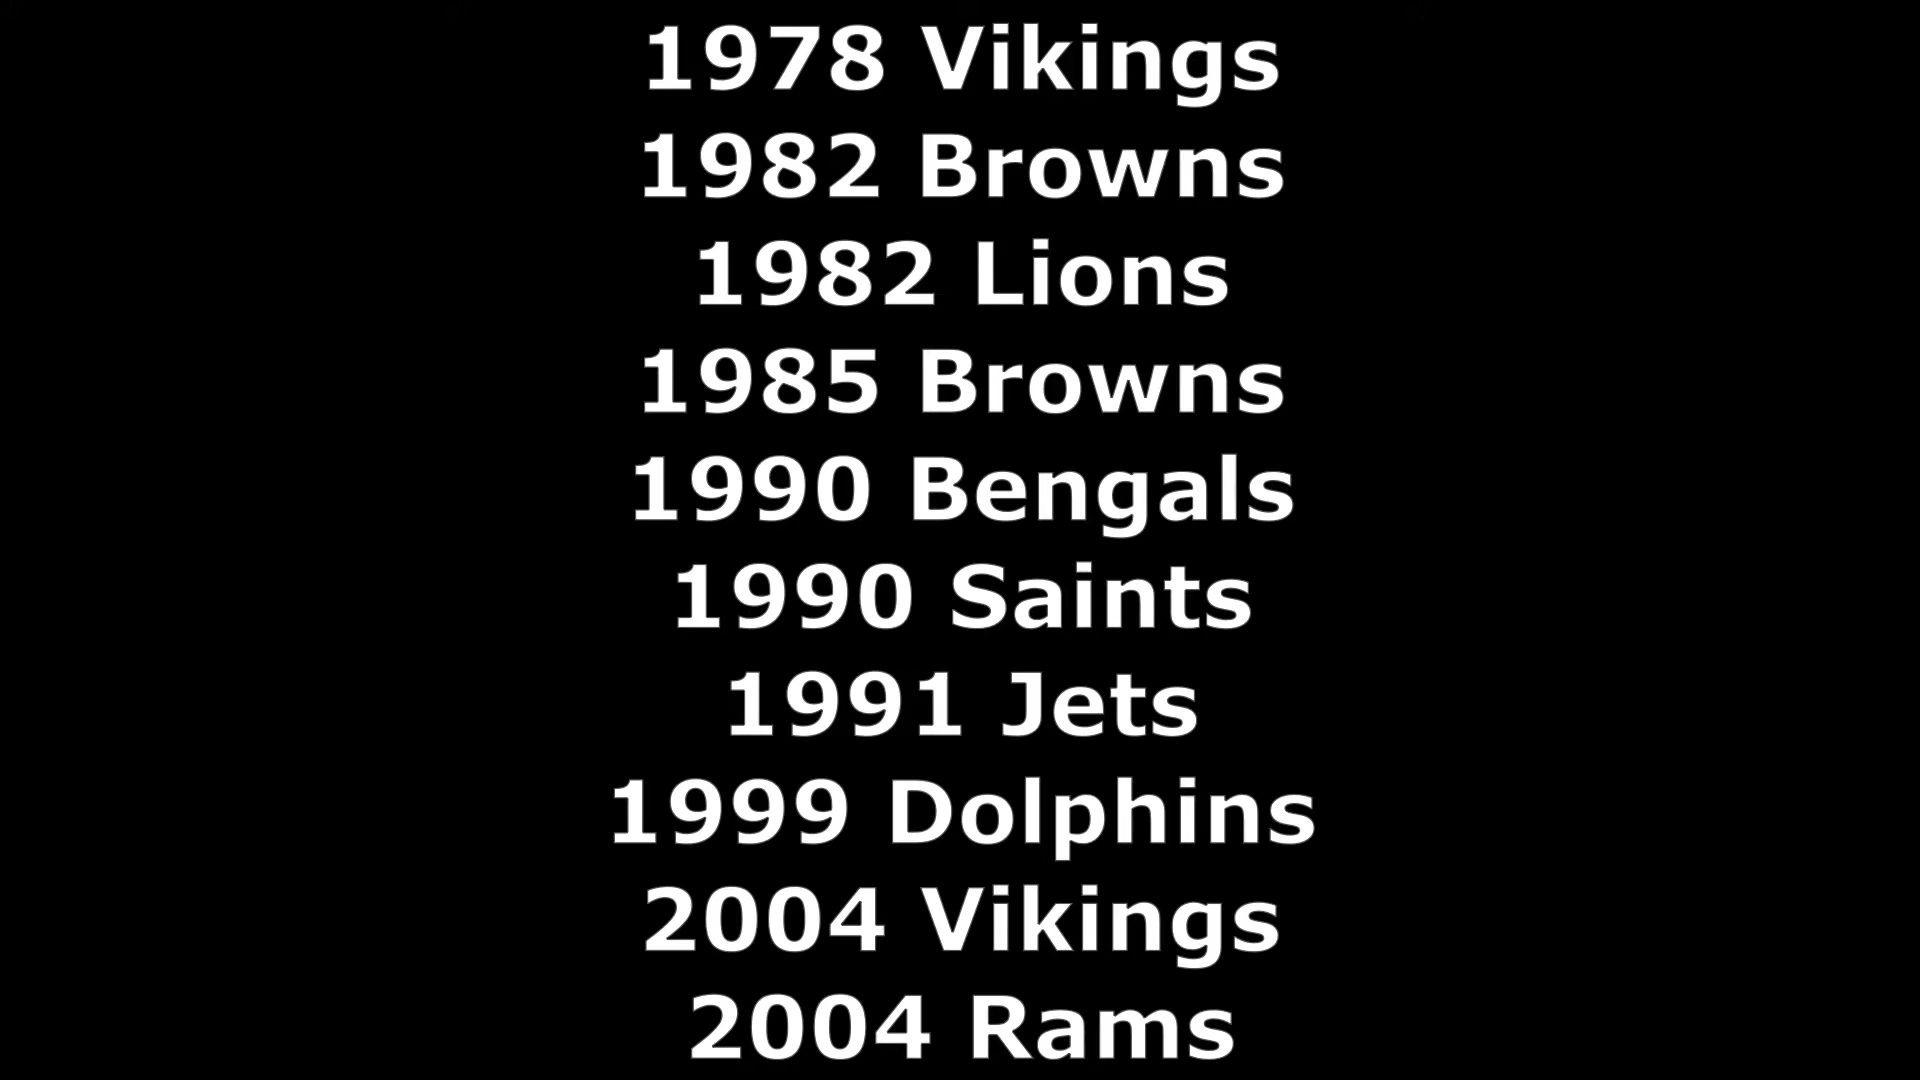 1978 Vikings
1982 Browns
1982 Lions
1985 Browns
1990 Bengals
1990 Saints
1991 Jets
1999 Dolphins
2004 Vikings
2004 Rams